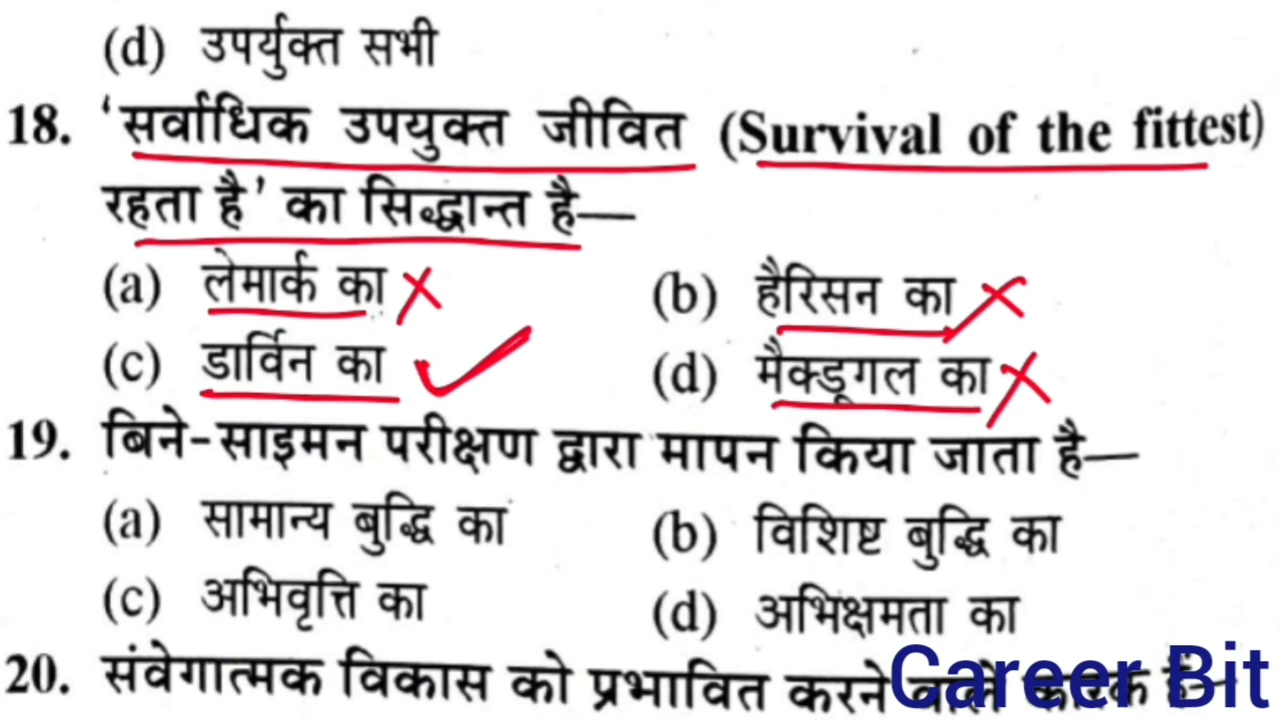 (d) उपर्युक्त सभी
18. 'सर्वाधिक उपयुक्त जीवित (Survival of the fittest)
रहता है' का सिद्धान्त है—
(a) लेमार्क का (b) हैरिसन का
(c) डार्विन का (d) मैक्डूगल का
19. बिने-साइमन परीक्षण द्वारा मापन किया जाता है—
(a) सामान्य बुद्धि का (b) विशिष्ट बुद्धि का
(c) अभिवृत्ति का (d) अभिक्षमता का
20. संवेगात्मक विकास को प्रभावित करने वाले कारक हैं—
Career Bit